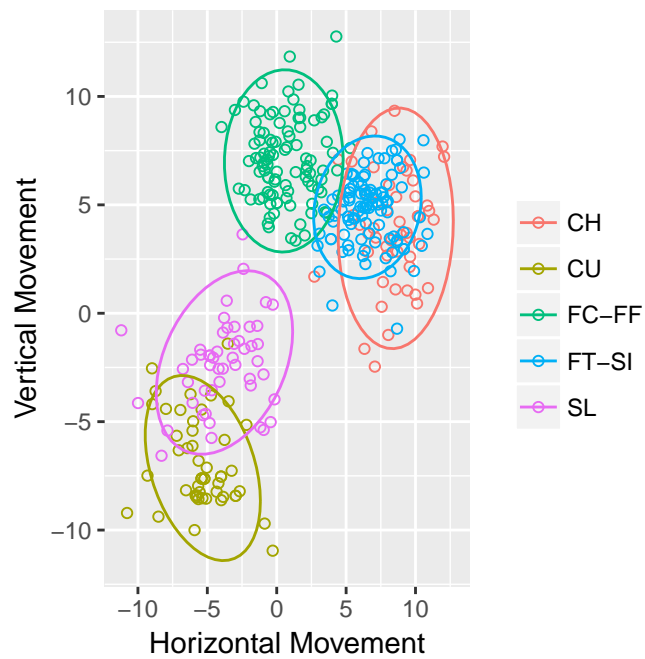 10
5
0
−5
−10
−10
−5
0
5
10
Vertical Movement
Horizontal Movement
CH
CU
FC−FF
FT−SI
SL